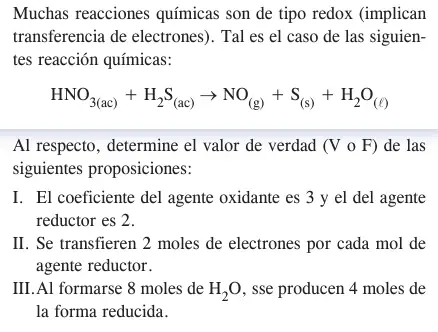 Muchas reacciones químicas son de tipo redox (implican
transferencia de electrones). Tal es el caso de las siguien-
tes reacción químicas:
HNO₃(ac) + H₂S(ac) → NO(g) + S(s) + H₂O(ℓ)
Al respecto, determine el valor de verdad (V o F) de las
siguientes proposiciones:
I. El coeficiente del agente oxidante es 3 y el del agente
reductor es 2.
II. Se transfieren 2 moles de electrones por cada mol de
agente reductor.
III.Al formarse 8 moles de H₂O, sse producen 4 moles de
la forma reducida.